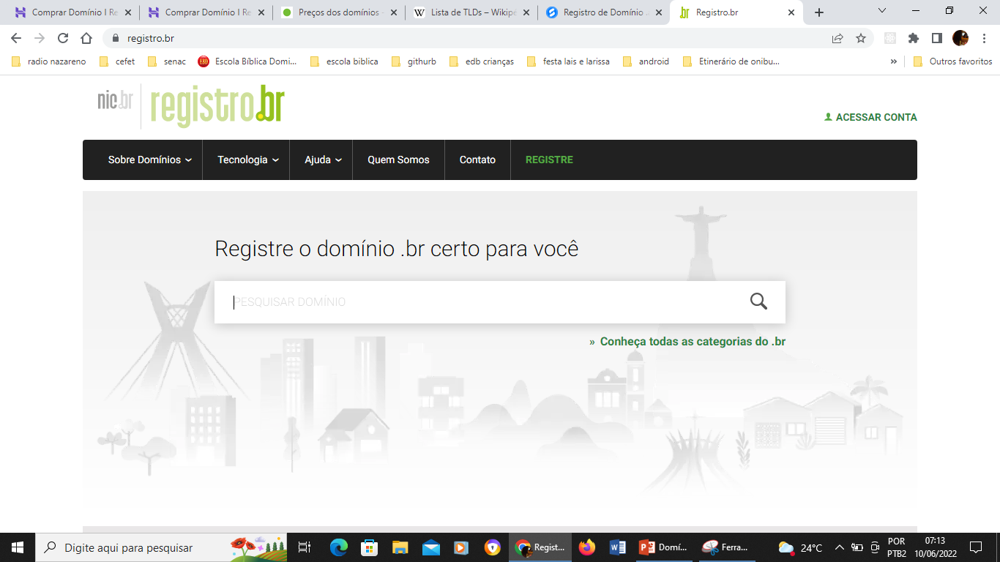 Comprar Domínio | Re
Comprar Domínio | Re
Preços dos domínios
Lista de TLDs – Wikipé
Registro de Domínio
Registro.br
registro.br
radio nazareno
cefet
senac
Escola Bíblica Domi...
escola biblica
githurb
edb crianças
festa lais e larissa
android
Etinerário de onibu...
»
Outros favoritos
nic.br
registro.br
ACESSAR CONTA
Sobre Domínios
Tecnologia
Ajuda
Quem Somos
Contato
REGISTRE
Registre o domínio .br certo para você
PESQUISAR DOMÍNIO
» Conheça todas as categorias do .br
Digite aqui para pesquisar
Regist...
Domí...
Ferra...
24°C
POR
PTB2
07:13
10/06/2022